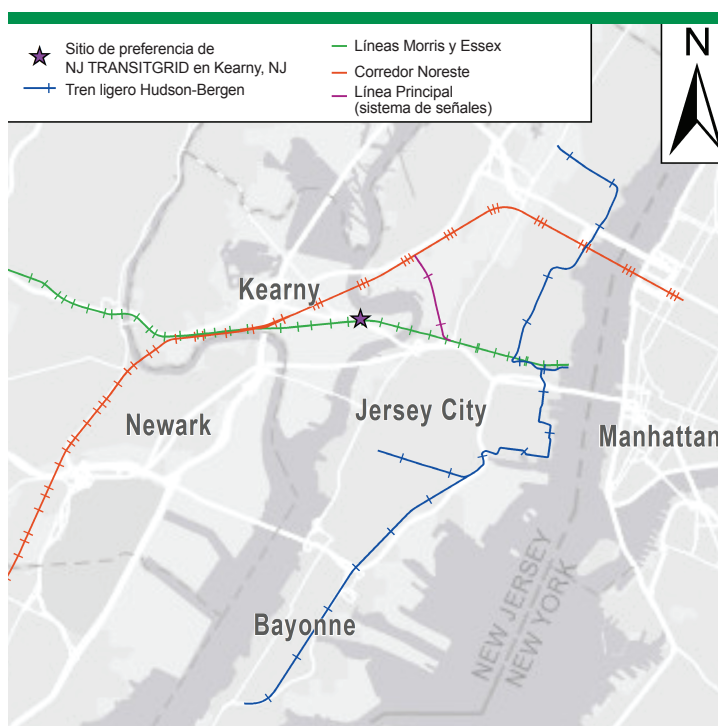 Sitio de preferencia de
NJ TRANSITGRID en Kearny, NJ
Tren ligero Hudson-Bergen
Líneas Morris y Essex
Corredor Noreste
Línea Principal
(sistema de señales)
N
Kearny
Newark
Jersey City
Manhattan
Bayonne
NEW JERSEY
NEW YORK